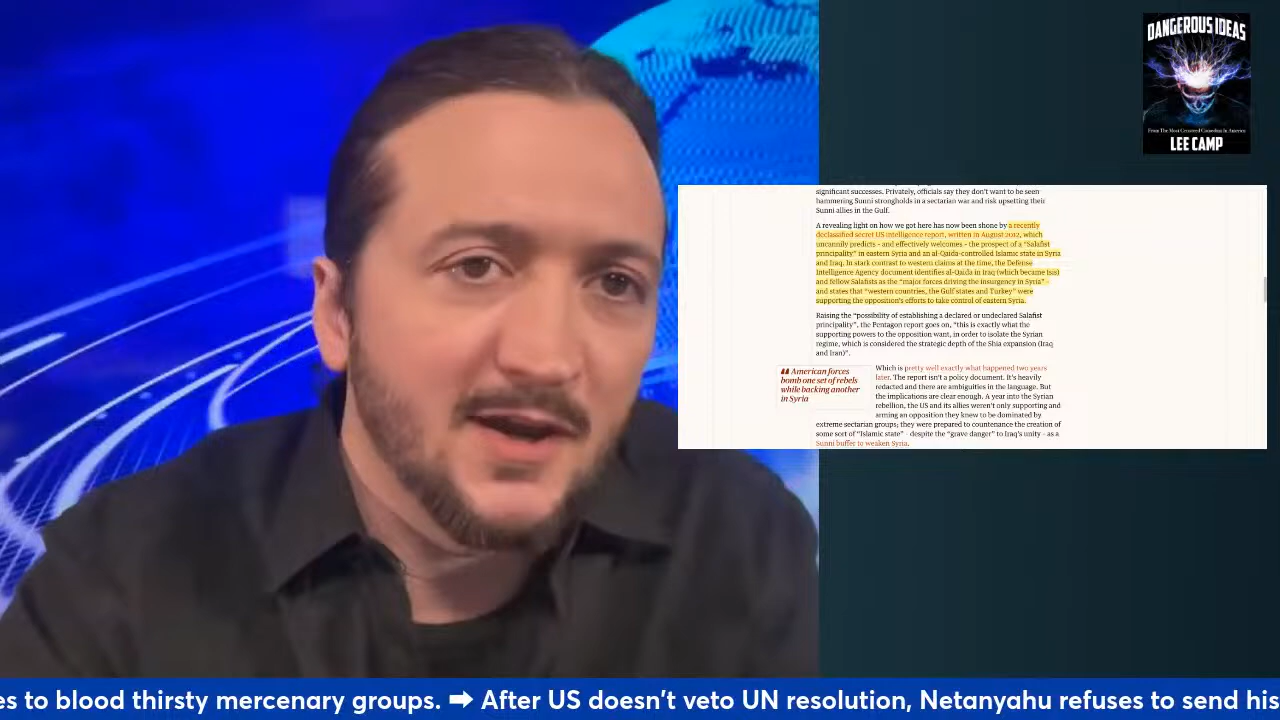 DANGEROUS IDEAS
From The Most Censored Comedian In America
LEE CAMP
significant successes. Privately, officials say they don't want to be seen
hammering Sunni strongholds in a sectarian war and risk upsetting their
Sunni allies in the Gulf.
A revealing light on how we got here has now been shone by a recently
declassified secret US intelligence report, written in August 2012, which
uncannily predicts – and effectively welcomes – the prospect of a “Salafist
principality” in eastern Syria and an al-Qaida-controlled Islamic state in Syria
and Iraq. In stark contrast to western claims at the time, the Defense
Intelligence Agency document identifies al-Qaida in Iraq (which became Isis)
and fellow Salafists as the “major forces driving the insurgency in Syria” –
and states that “western countries, the Gulf states and Turkey” were
supporting the opposition’s efforts to take control of eastern Syria.
Raising the “possibility of establishing a declared or undeclared Salafist
principality”, the Pentagon report goes on, “this is exactly what the
supporting powers to the opposition want, in order to isolate the Syrian
regime, which is considered the strategic depth of the Shia expansion (Iraq
and Iran)”.
American forces
bomb one set of rebels
while backing another
in Syria
Which is pretty well exactly what happened two years
later. The report isn’t a policy document. It’s heavily
redacted and there are ambiguities in the language. But
the implications are clear enough. A year into the Syrian
rebellion, the US and its allies weren’t only supporting and
arming an opposition they knew to be dominated by
extreme sectarian groups; they were prepared to countenance the creation of
some sort of “Islamic state” – despite the “grave danger” to Iraq’s unity – as a
Sunni buffer to weaken Syria.
es to blood thirsty mercenary groups. ➡ After US doesn’t veto UN resolution, Netanyahu refuses to send his